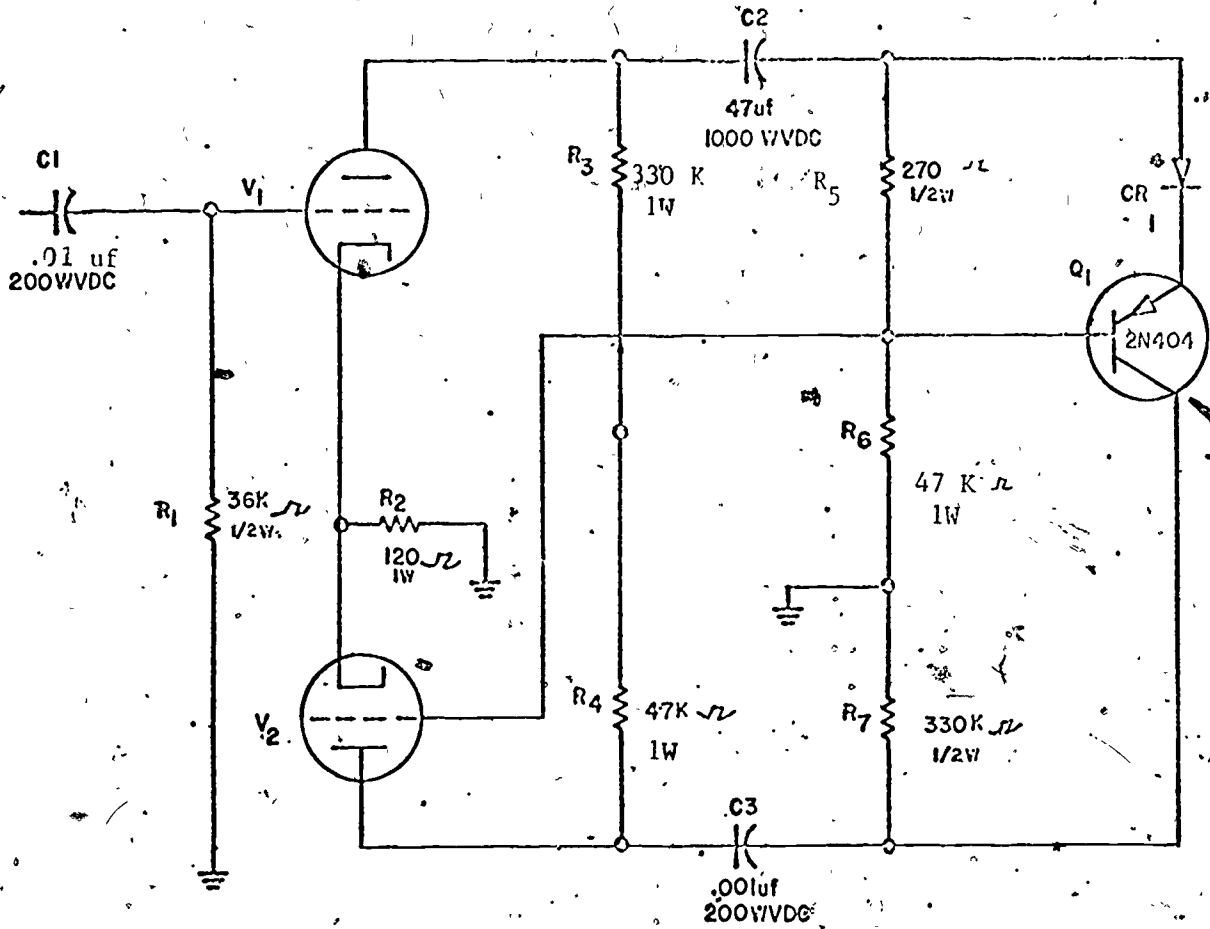 C2
47uf
1000 WVDC
C1
.01 uf
200WVDC
V1
R3
330 K
1W
R5
270 Ω
1/2W
CR
1
Q1
2N404
R6
47 K Ω
1W
R1
36K Ω
1/2W
R2
120 Ω
1W
V2
R4
47K Ω
1W
R7
330K Ω
1/2W
C3
.001uf
200WVDC